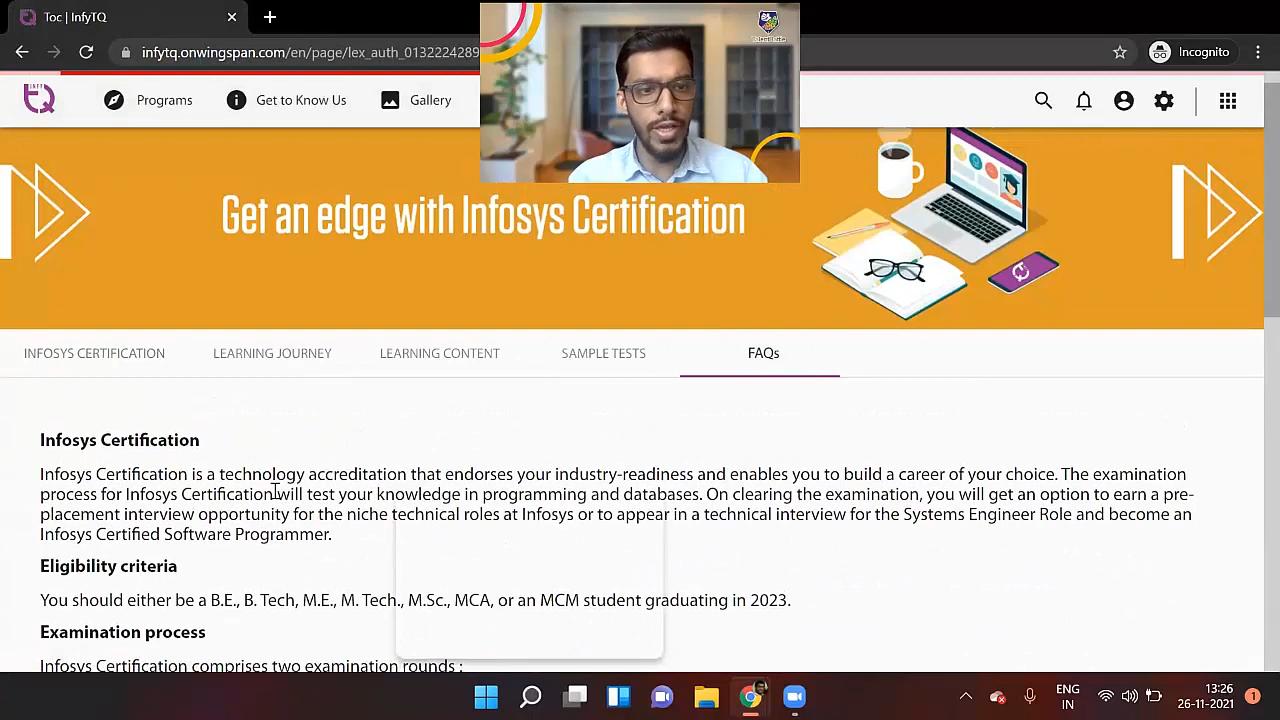 Toc | InfyTQ
infytq.onwingspan.com/en/page/lex_auth_0132224289
Incognito
Programs
Get to Know Us
Gallery
Get an edge with Infosys Certification
INFOSYS CERTIFICATION
LEARNING JOURNEY
LEARNING CONTENT
SAMPLE TESTS
FAQs
Infosys Certification
Infosys Certification is a technology accreditation that endorses your industry-readiness and enables you to build a career of your choice. The examination
process for Infosys Certification will test your knowledge in programming and databases. On clearing the examination, you will get an option to earn a pre-
placement interview opportunity for the niche technical roles at Infosys or to appear in a technical interview for the Systems Engineer Role and become an
Infosys Certified Software Programmer.
Eligibility criteria
You should either be a B.E., B. Tech, M.E., M. Tech., M.Sc., MCA, or an MCM student graduating in 2023.
Examination process
Infosys Certification comprises two examination rounds :
ENG
IN
13:26
26-11-2021
1